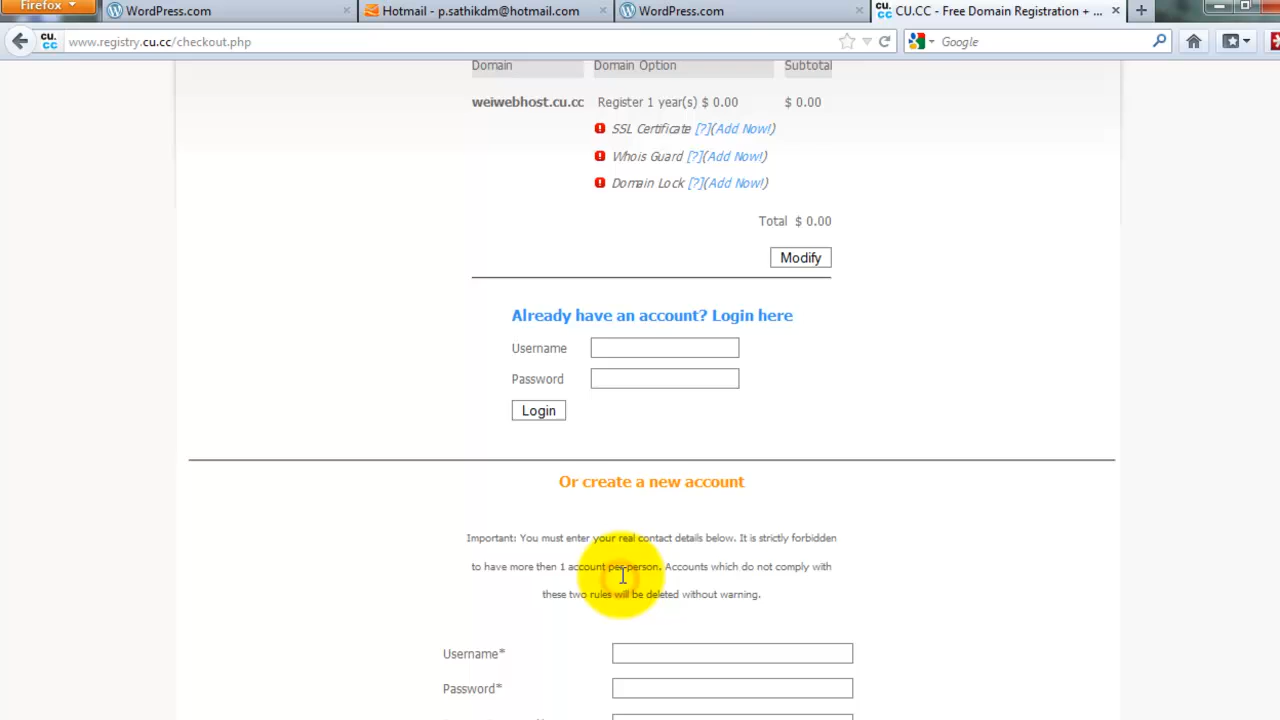 Firefox
WordPress.com
Hotmail - p.sathikdm@hotmail.com
WordPress.com
CU.CC - Free Domain Registration + ...
www.registry.cu.cc/checkout.php
Google
Domain Domain Option Subtotal
weiwebhost.cu.cc Register 1 year(s) $ 0.00 $ 0.00
SSL Certificate [?](Add Now!)
Whois Guard [?](Add Now!)
Domain Lock [?](Add Now!)
Total $ 0.00
Modify
Already have an account? Login here
Username
Password
Login
Or create a new account
Important: You must enter your real contact details below. It is strictly forbidden
to have more then 1 account per person. Accounts which do not comply with
these two rules will be deleted without warning.
Username*
Password*